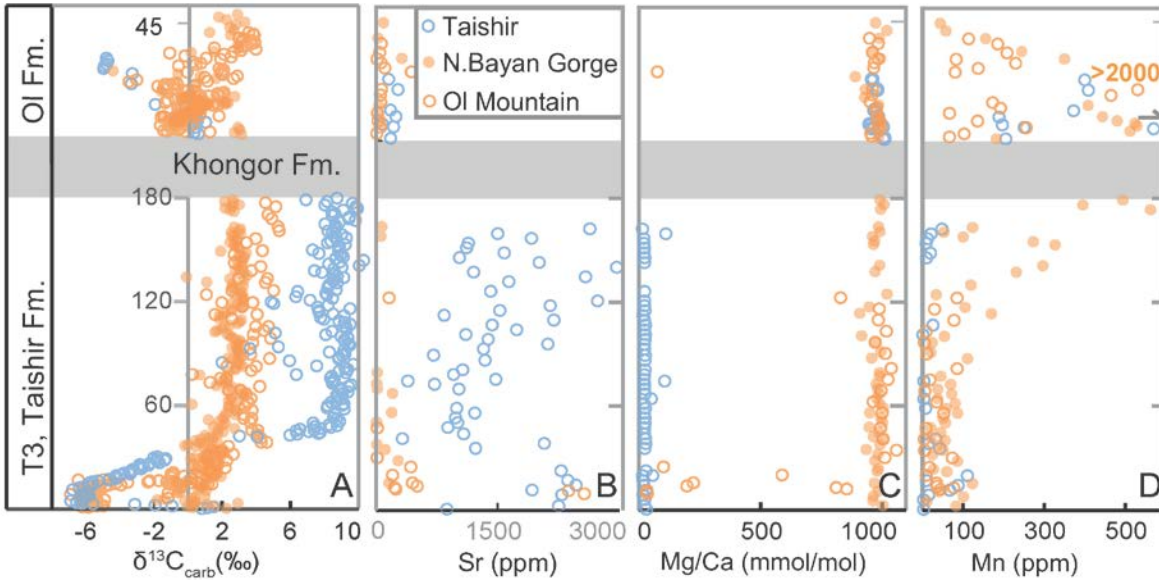 Ol Fm.
T3, Taishir Fm.
45
Khongor Fm.
180
120
60
A
-6
-2
2
6
10
δ¹³Ccarb(‰)
Taishir
N.Bayan Gorge
Ol Mountain
B
0
1500
3000
Sr (ppm)
C
0
500
1000
Mg/Ca (mmol/mol)
>2000
D
100
300
500
Mn (ppm)